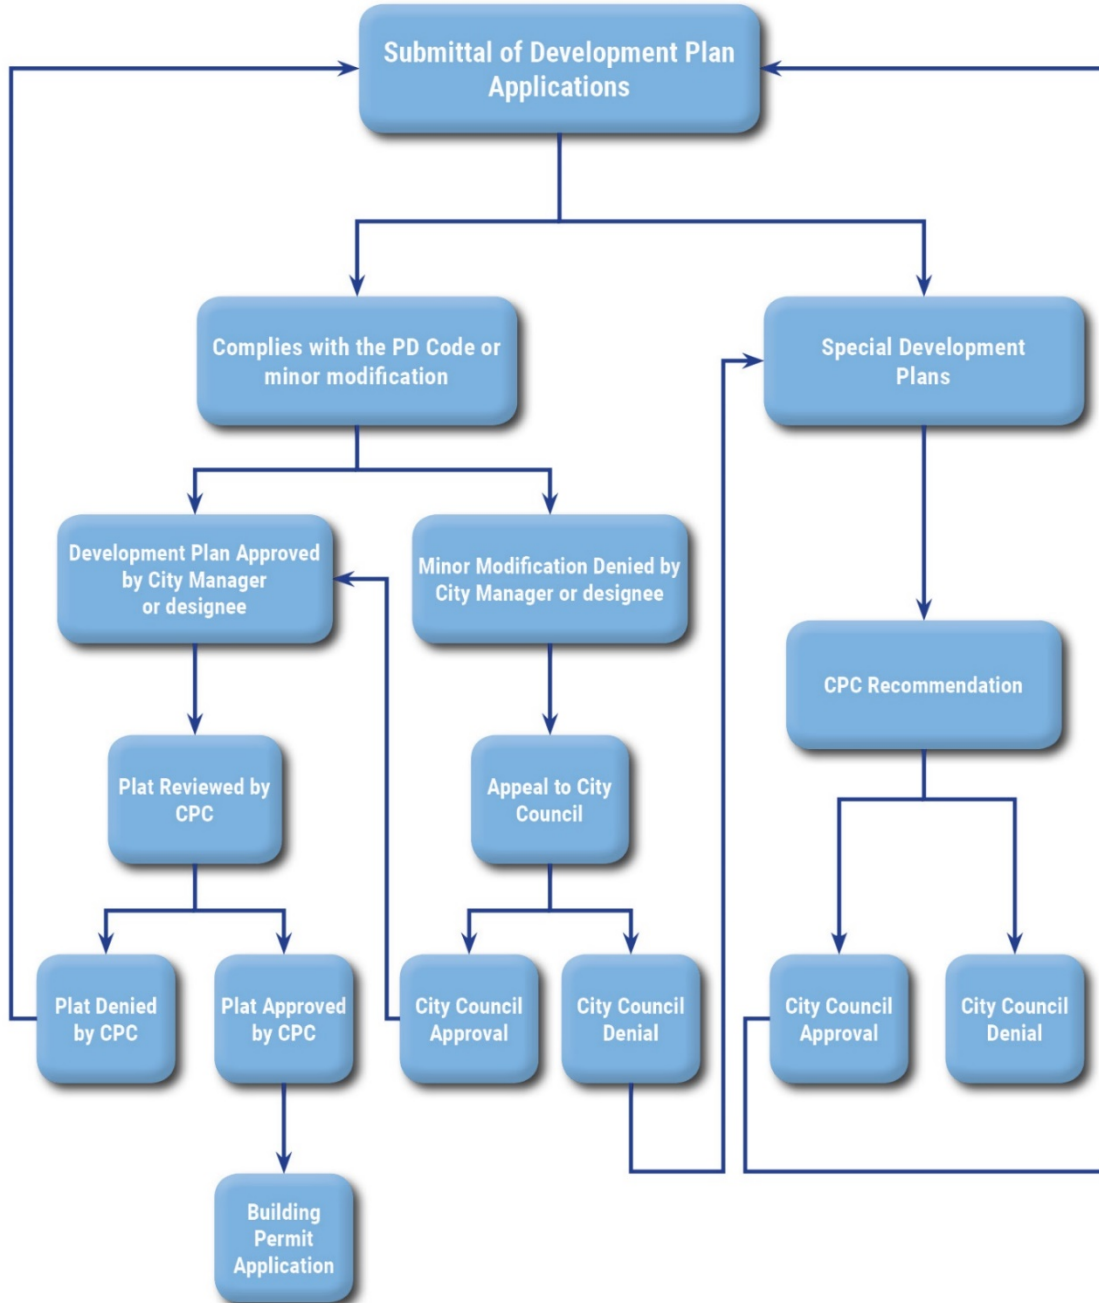 Submittal of Development Plan
Applications
Complies with the PD Code or
minor modification
Special Development
Plans
Development Plan Approved
by City Manager
or designee
Minor Modification Denied by
City Manager or designee
CPC Recommendation
Plat Reviewed by
CPC
Appeal to City
Council
Plat Denied
by CPC
Plat Approved
by CPC
City Council
Approval
City Council
Denial
City Council
Approval
City Council
Denial
Building
Permit
Application